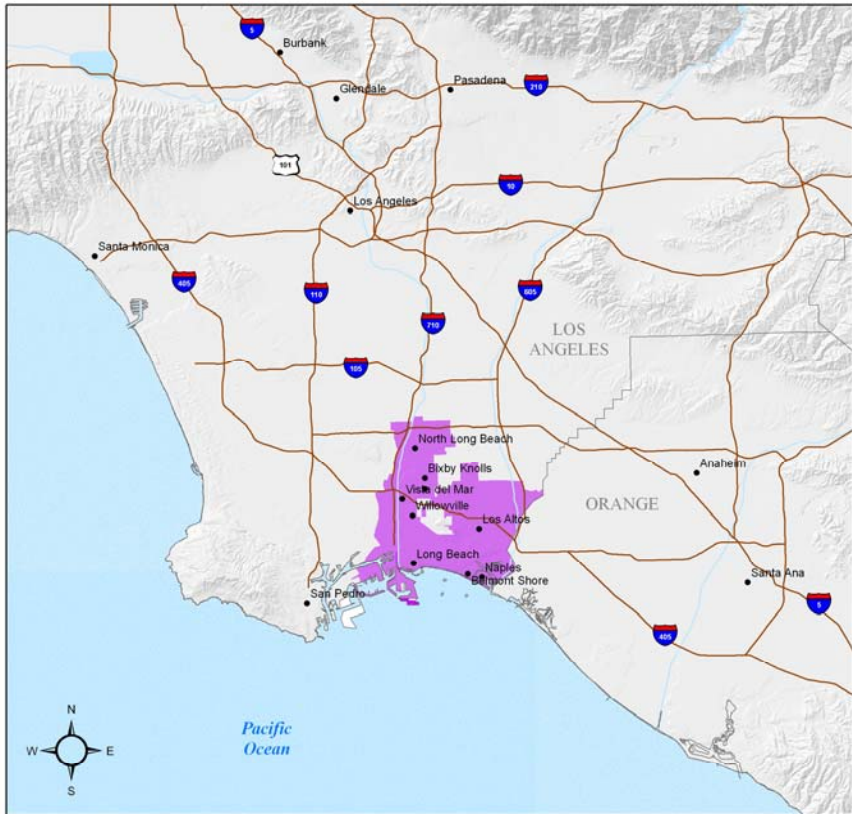 5
Burbank
Glendale
Pasadena
210
101
10
Los Angeles
Santa Monica
405
110
605
710
LOS
ANGELES
105
North Long Beach
Bixby Knolls
Vista del Mar
Willowville
Los Altos
Anaheim
ORANGE
Long Beach
Naples
Belmont Shore
San Pedro
Santa Ana
5
405
Pacific
Ocean
N
W
E
S